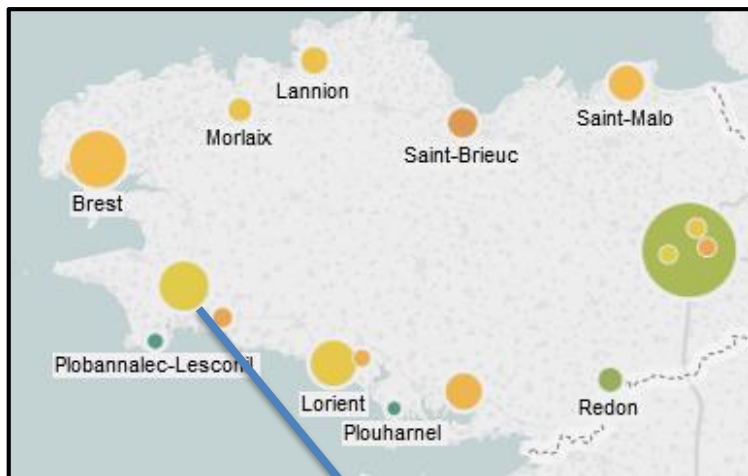 Lannion
Saint-Malo
Morlaix
Saint-Brieuc
Brest
Plobannalec-Lesconil
Lorient
Redon
Plouharnel